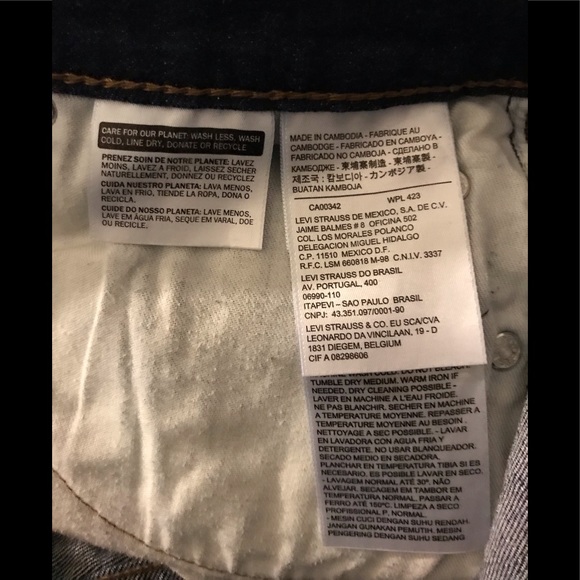 CARE FOR OUR PLANET: WASH LESS, WASH
COLD, LINE DRY, DONATE OR RECYCLE
PRENEZ SOIN DE NOTRE PLANETE: LAVEZ
MOINS, LAVEZ A FROID, LAISSEZ SECHER
NATURELLEMENT, DONNEZ OU RECYCLEZ
CUIDA NUESTRO PLANETA: LAVA MENOS,
LAVA EN FRIO, TIENDE LA ROPA, DONA O
RECICLA.
CUIDE DO NOSSO PLANETA: LAVE MENOS,
LAVE EM ÁGUA FRIA, SEQUE EM VARAL, DOE
OU RECICLE.
MADE IN CAMBODIA - FABRIQUE AU
CAMBODGE - FABRICADO EN CAMBOYA -
FABRICADO NO CAMBOJA - СДЕЛАНО В
КАМБОДЖЕ - 柬埔寨制造 - 柬埔寨製 -
제조국 : 캄보디아 - カンボジア製 -
BUATAN KAMBOJA
CA00342 WPL 423
LEVI STRAUSS DE MEXICO, S.A. DE C.V.
JAIME BALMES # 8 OFICINA 502
COL. LOS MORALES POLANCO
DELEGACION MIGUEL HIDALGO
C.P. 11510 MEXICO D.F.
R.F.C. LSM 660818 M-98 C.N.I.V. 3337
LEVI STRAUSS DO BRASIL
AV. PORTUGAL, 400
06990-110
ITAPEVI – SAO PAULO BRASIL
CNPJ: 43.351.097/0001-90
LEVI STRAUSS & CO. EU SCA/CVA
LEONARDO DA VINCILAAN, 19 - D
1831 DIEGEM, BELGIUM
CIF A 08298606
WASH COLD. DO NOT BLEACH.
TUMBLE DRY MEDIUM. WARM IRON IF
NEEDED, DRY CLEANING POSSIBLE -
LAVER EN MACHINE A L'EAU FROIDE.
NE PAS BLANCHIR. SECHER EN MACHINE
A TEMPERATURE MOYENNE. REPASSER A
TEMPERATURE MOYENNE AU BESOIN .
NETTOYAGE A SEC POSSIBLE. - LAVAR
EN LAVADORA CON AGUA FRIA Y
DETERGENTE. NO USAR BLANQUEADOR.
SECADO MEDIO EN SECADORA.
PLANCHAR EN TEMPERATURA TIBIA SI ES
NECESARIO. ES POSIBLE LAVAR EN SECO.
- LAVAGEM NORMAL ATÉ 30º. NÃO
ALVEJAR. SECAGEM EM TAMBOR EM
TEMPERATURA NORMAL. PASSAR A
FERRO ATÉ 150ºC. LIMPEZA A SECO
PROFISSIONAL P. NORMAL.
- MESIN CUCI DENGAN SUHU RENDAH.
JANGAN GUNAKAN PEMUTIH. MESIN
PENGERING DENGAN SUHU SEDANG